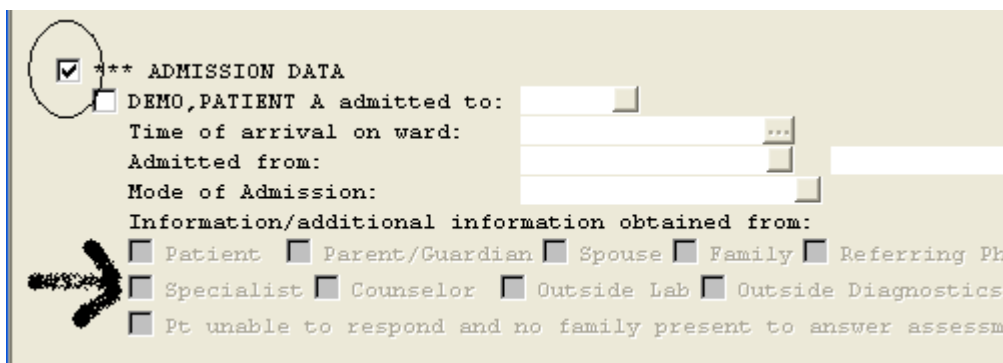 *** ADMISSION DATA
DEMO,PATIENT A admitted to:
Time of arrival on ward:
...
Admitted from:
Mode of Admission:
Information/additional information obtained from:
Patient Parent/Guardian Spouse Family Referring Ph
Specialist Counselor Outside Lab Outside Diagnostics
Pt unable to respond and no family present to answer assessm